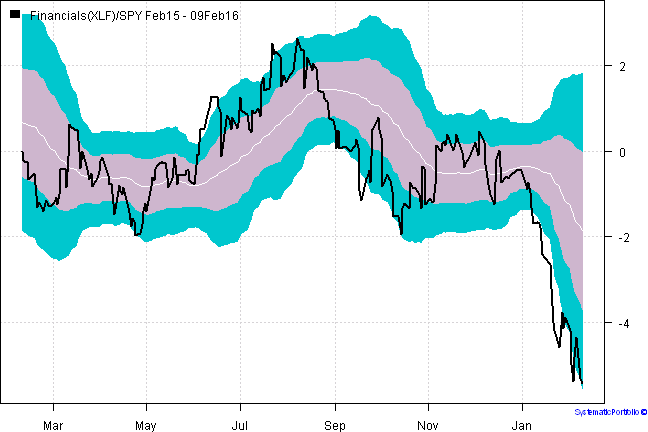 Financials(XLF)/SPY Feb15 - 09Feb16
2
0
-2
-4
Mar May Jul Sep Nov Jan
SystematicPortfolio ©